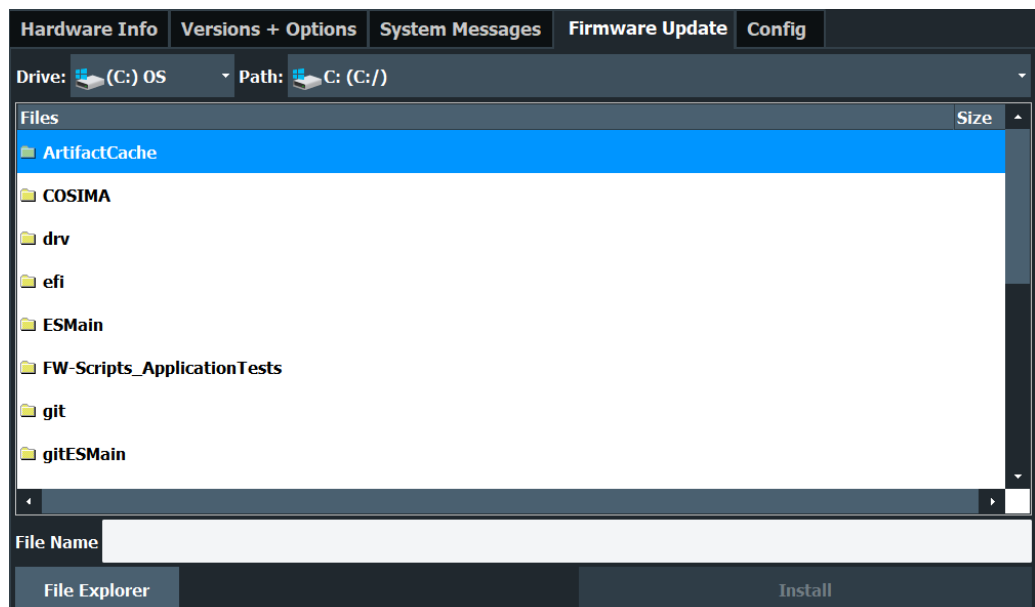 Hardware Info Versions + Options System Messages Firmware Update Config
Drive: (C:) OS Path: C: (C:/)
Files Size
ArtifactCache
COSIMA
drv
efi
ESMain
FW-Scripts_ApplicationTests
git
gitESMain
File Name
File Explorer Install